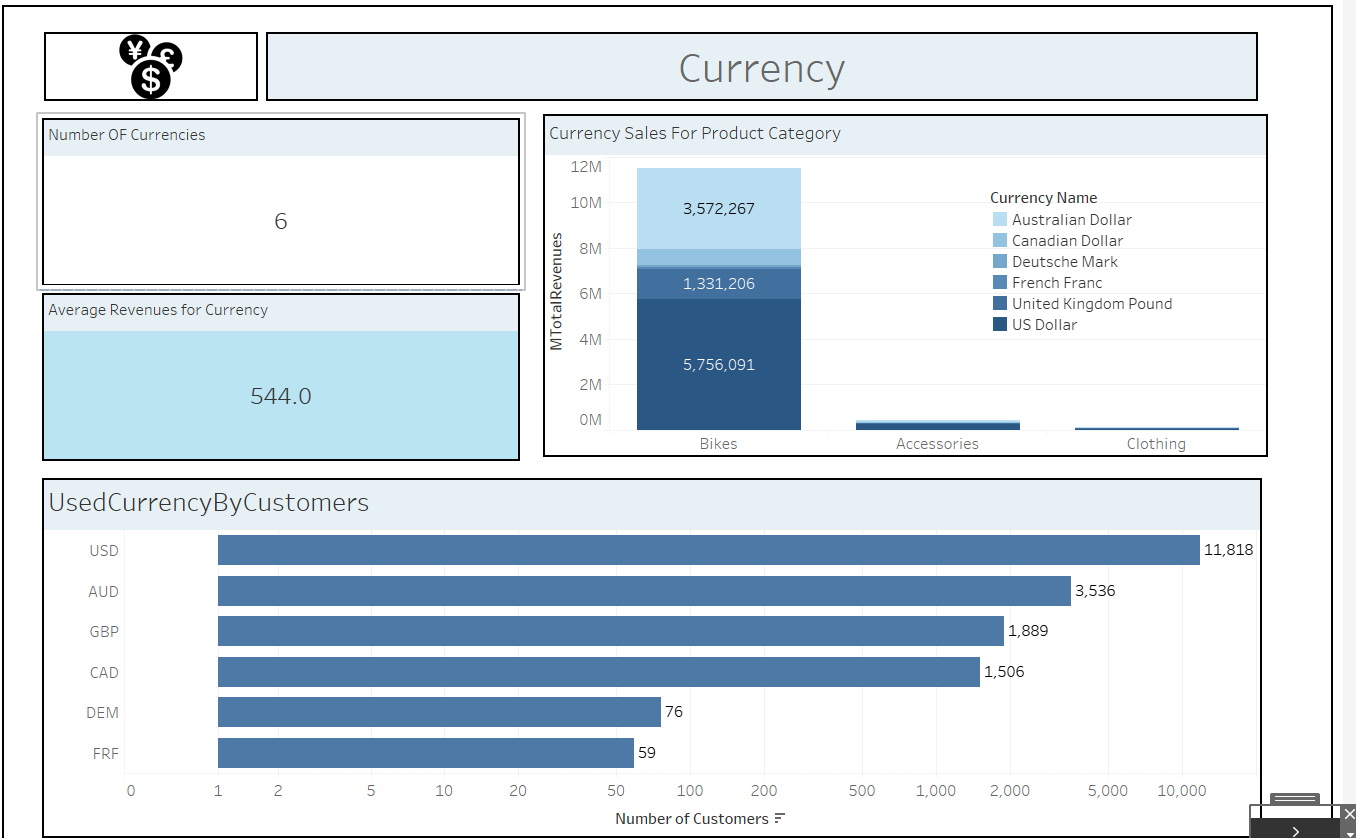 ¥ £ $
Currency
Number OF Currencies
6
Average Revenues for Currency
544.0
Currency Sales For Product Category
MTotalRevenues
12M
10M
8M
6M
4M
2M
0M
3,572,267
1,331,206
5,756,091
Bikes
Accessories
Clothing
Currency Name
Australian Dollar
Canadian Dollar
Deutsche Mark
French Franc
United Kingdom Pound
US Dollar
UsedCurrencyByCustomers
USD 11,818
AUD 3,536
GBP 1,889
CAD 1,506
DEM 76
FRF 59
0 1 2 5 10 20 50 100 200 500 1,000 2,000 5,000 10,000
Number of Customers